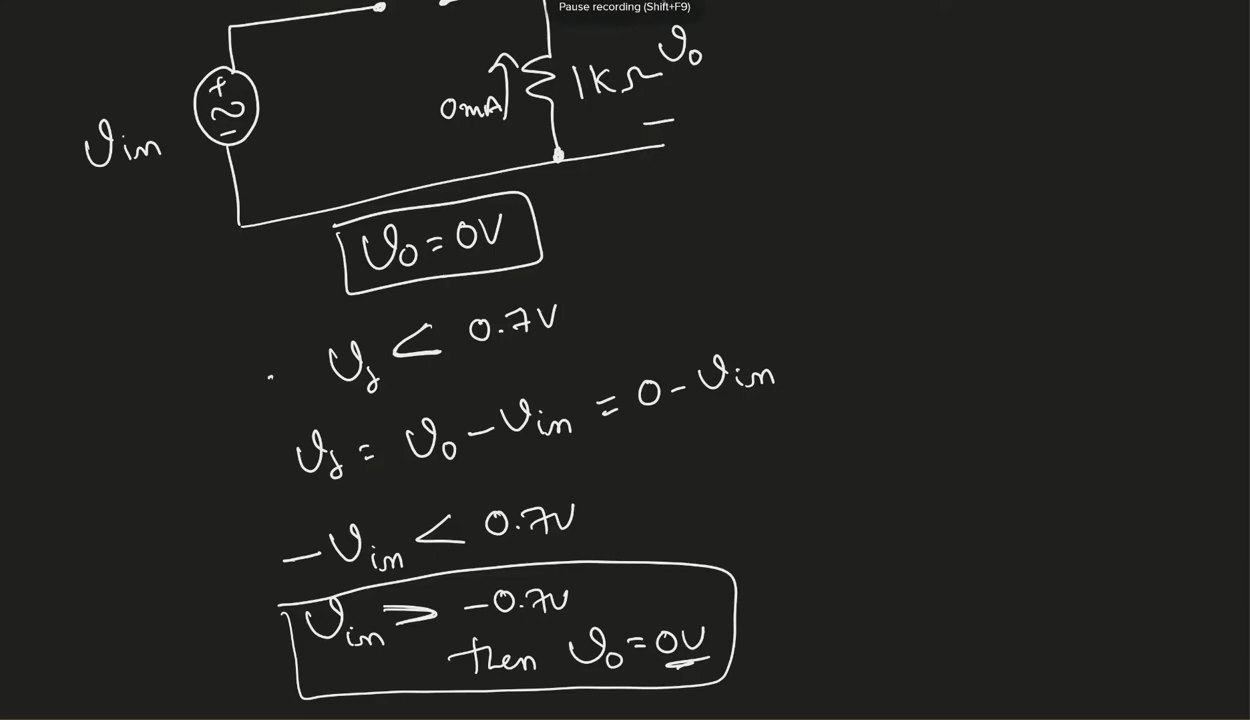 Pause recording (Shift+F9)
+
−
Vin
0mA
1KΩ
Vo
−
Vo = 0V
Vd < 0.7V
Vd = Vo − Vin = 0 − Vin
− Vin < 0.7V
Vin > −0.7V
then Vo = 0V